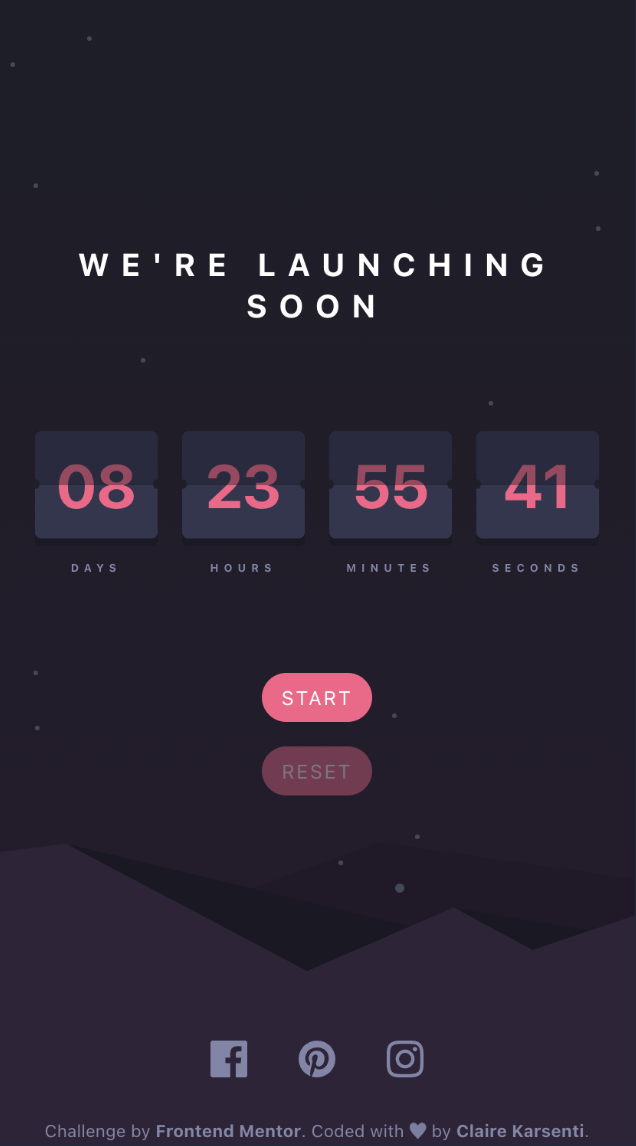 WE'RE LAUNCHING
SOON
08 23 55 41
DAYS HOURS MINUTES SECONDS
START
RESET
Challenge by Frontend Mentor. Coded with ♥ by Claire Karsenti.